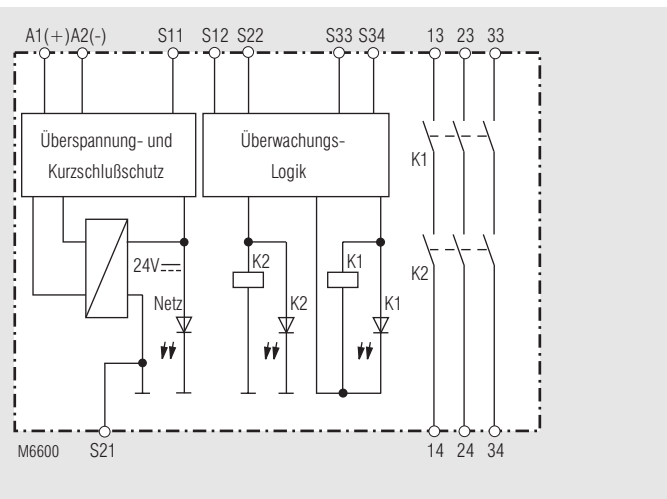 A1(+)A2(-) S11 S12 S22 S33 S34 13 23 33
Überspannung- und
Kurzschlußschutz
Überwachungs-
Logik
K1
24V
K2 K1
K2
Netz K2 K1
M6600 S21 14 24 34